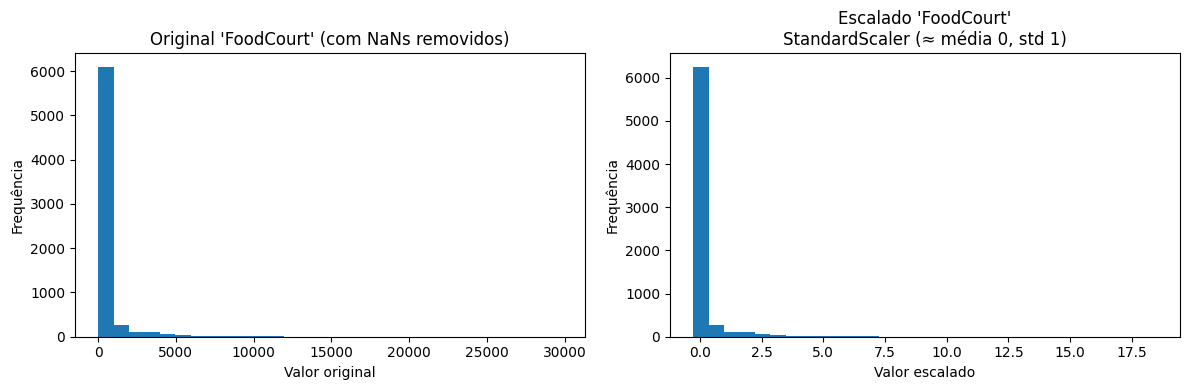 Original 'FoodCourt' (com NaNs removidos)
6000
5000
4000
3000
2000
1000
0
Frequência
0 5000 10000 15000 20000 25000 30000
Valor original
Escalado 'FoodCourt'
StandardScaler (≈ média 0, std 1)
6000
5000
4000
3000
2000
1000
0
Frequência
0.0 2.5 5.0 7.5 10.0 12.5 15.0 17.5
Valor escalado